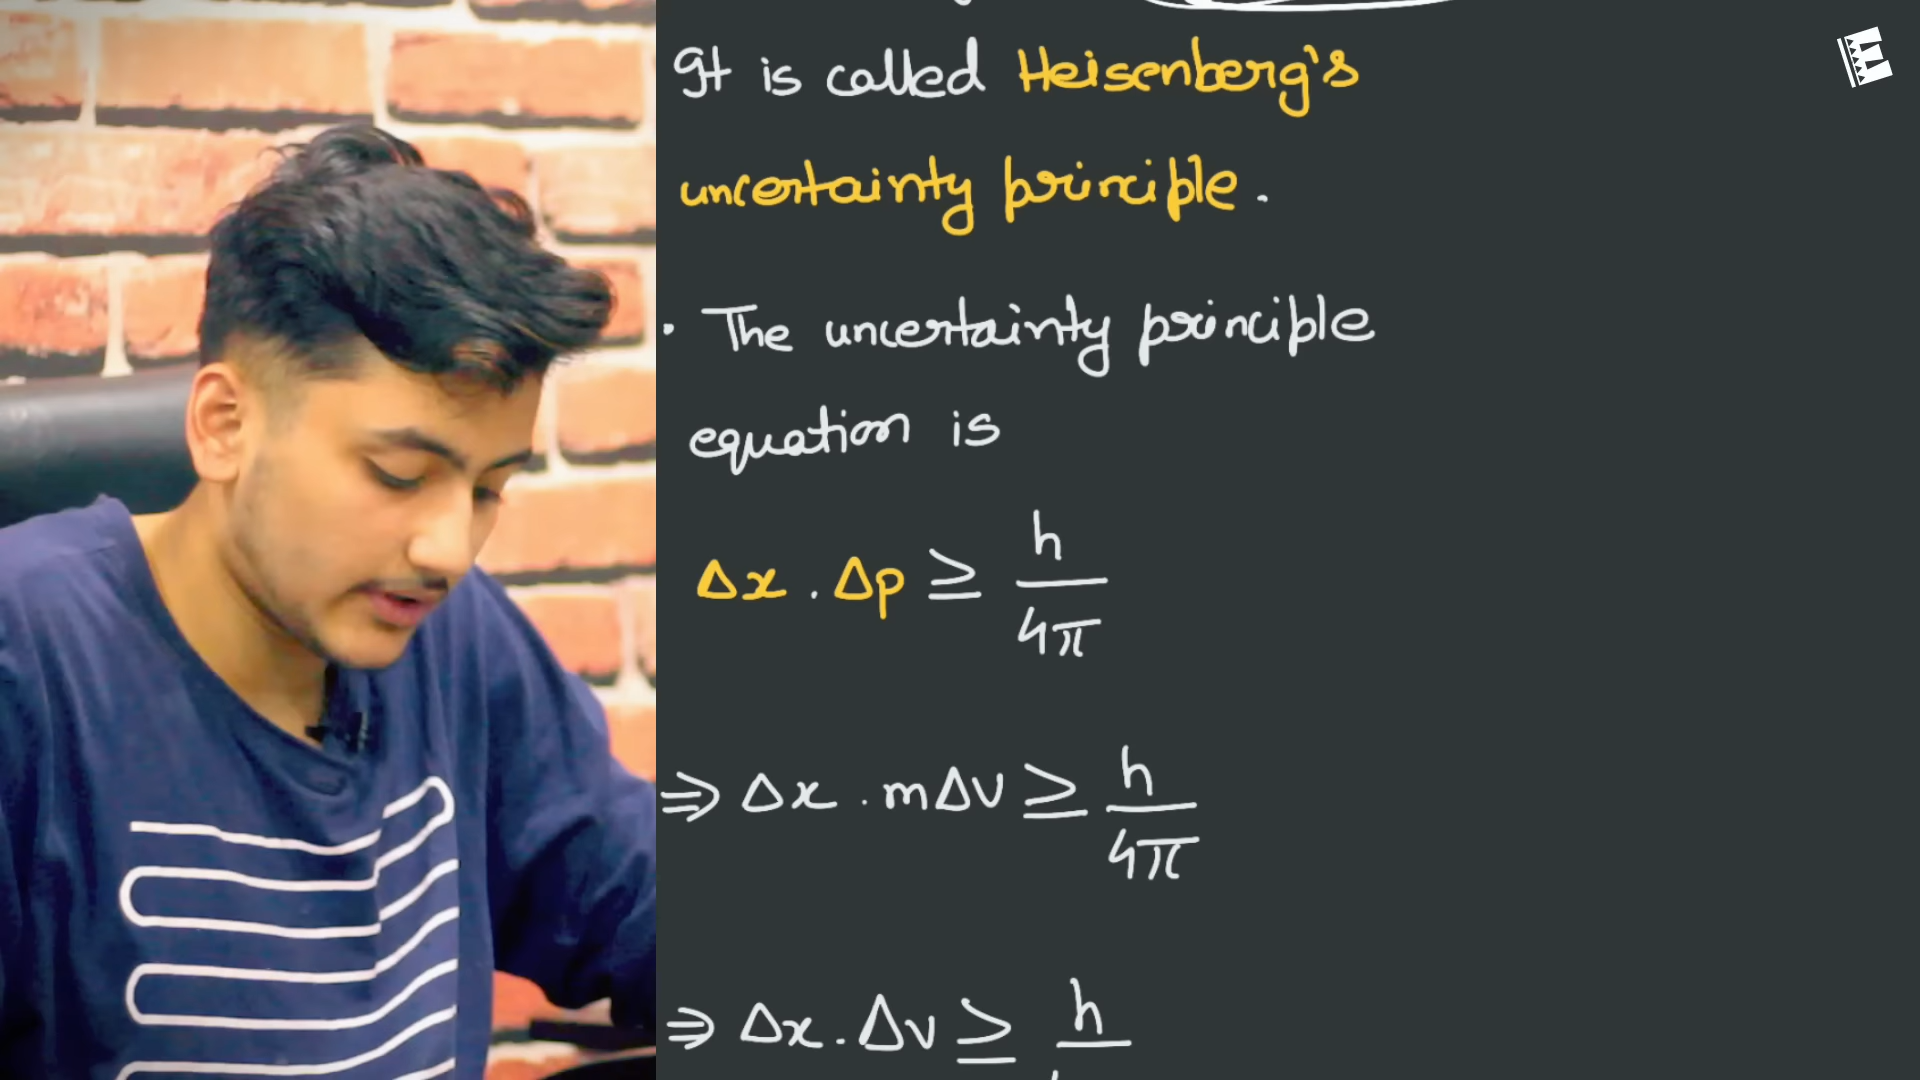 It is called Heisenberg's
uncertainty principle.
· The uncertainty principle
equation is
Δx . Δp ≥ h/4π
⇒ Δx . mΔv ≥ h/4π
⇒ Δx . Δv ≥ h
E